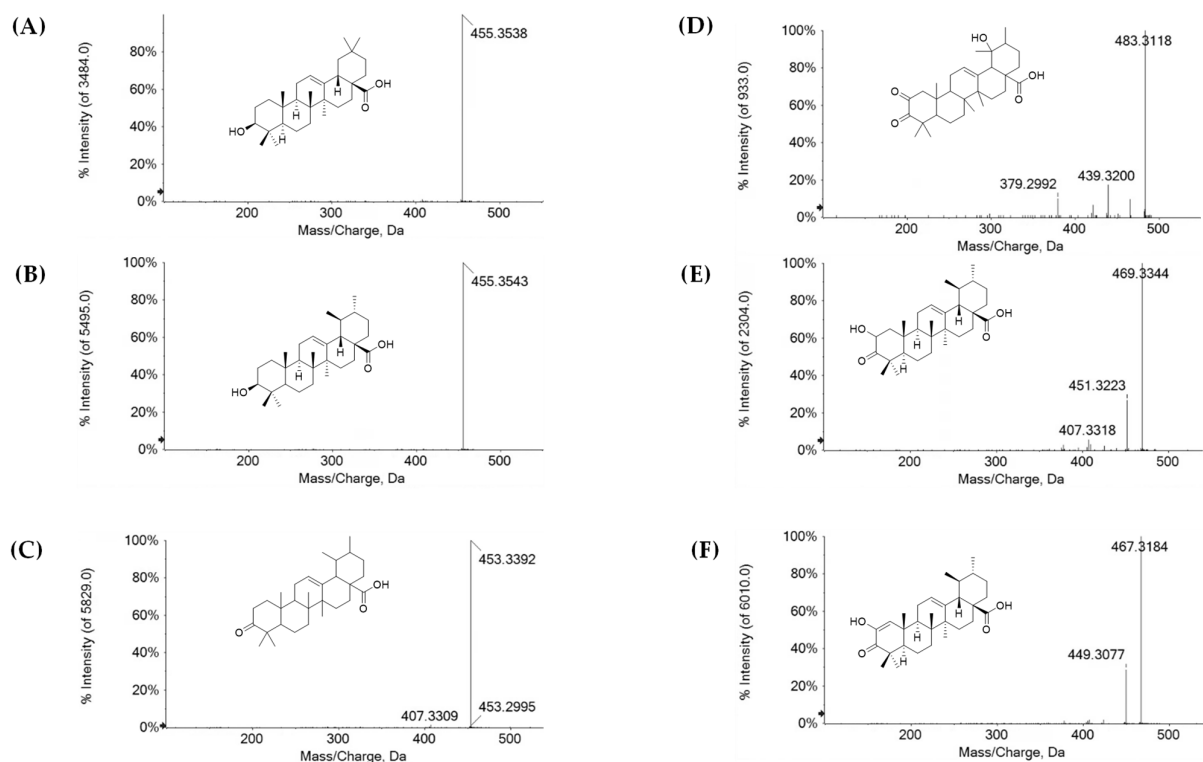 (A)
% Intensity (of 3484.0)
80%
60%
40%
20%
0%
455.3538
HO
H
H
H
OH
O
200
300
400
500
Mass/Charge, Da
(B)
% Intensity (of 5495.0)
100%
80%
60%
40%
20%
0%
455.3543
HO
H
H
OH
O
200
300
400
500
Mass/Charge, Da
(C)
% Intensity (of 5829.0)
100%
80%
60%
40%
20%
0%
453.3392
453.2995
407.3309
O
OH
O
200
300
400
500
Mass/Charge, Da
(D)
% Intensity (of 933.0)
100%
80%
60%
40%
20%
0%
483.3118
439.3200
379.2992
HO
O
O
OH
O
200
300
400
500
Mass/Charge, Da
(E)
% Intensity (of 2304.0)
100%
80%
60%
40%
20%
0%
469.3344
451.3223
407.3318
HO
O
H
H
H
OH
O
200
300
400
500
Mass/Charge, Da
(F)
% Intensity (of 6010.0)
100%
80%
60%
40%
20%
0%
467.3184
449.3077
HO
O
H
H
H
OH
O
200
300
400
500
Mass/Charge, Da